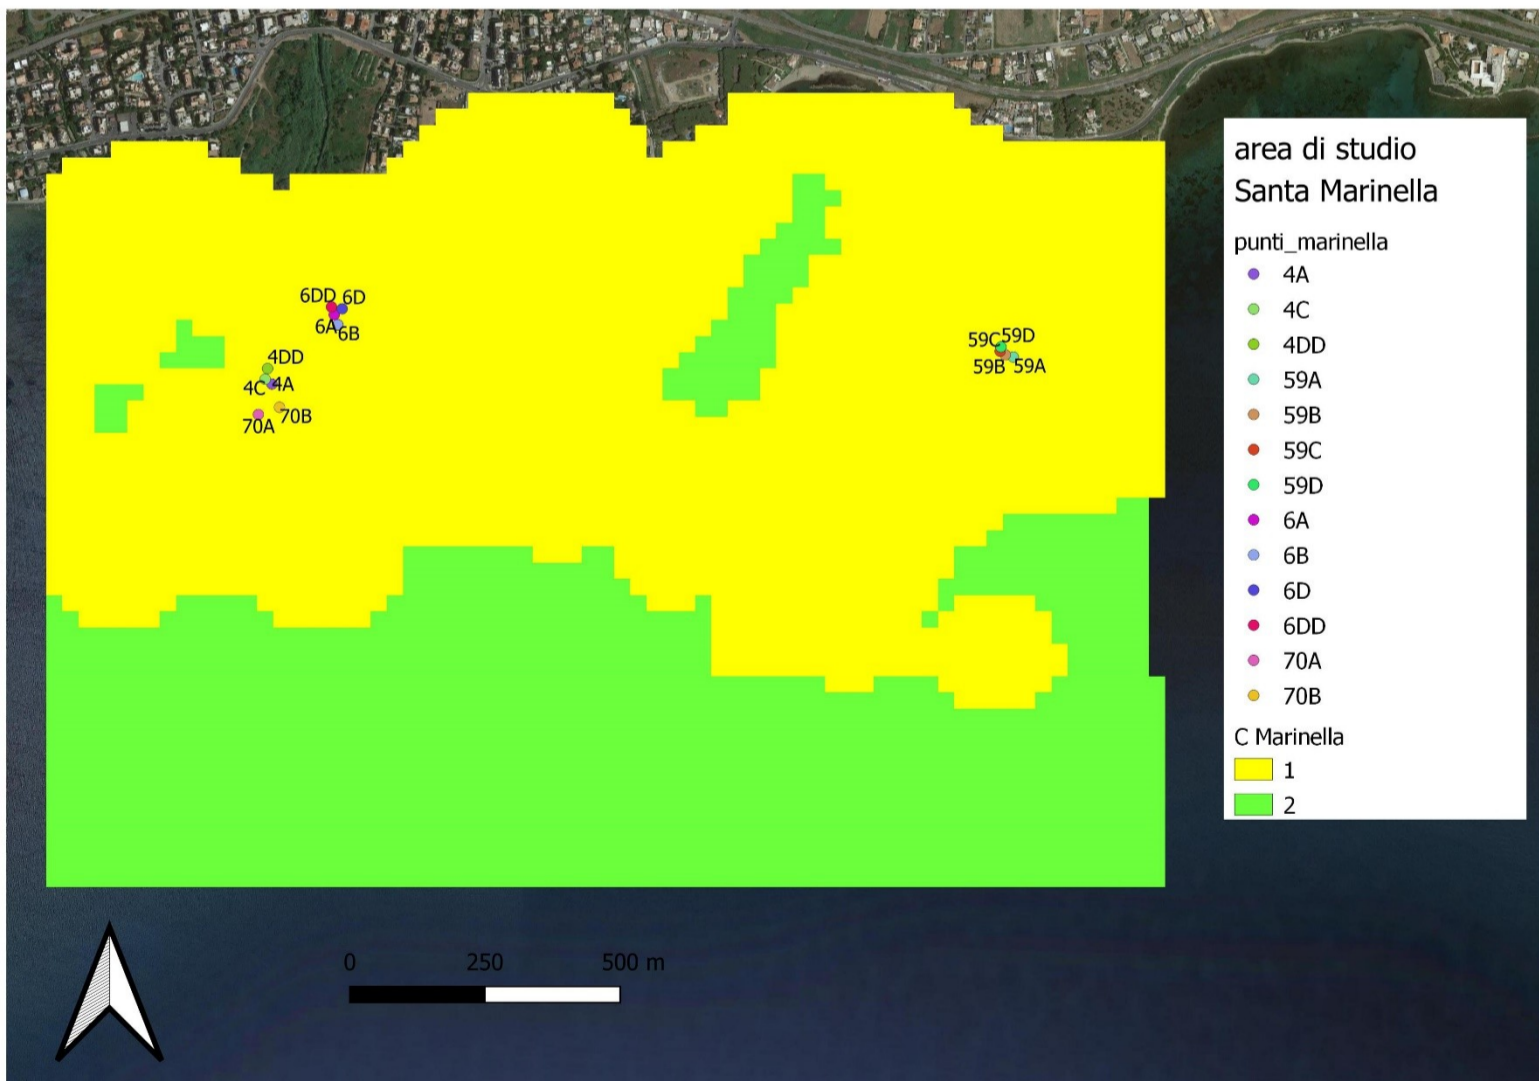 area di studio
Santa Marinella
punti_marinella
4A
4C
4DD
59A
59B
59C
59D
6A
6B
6D
6DD
70A
70B
C Marinella
1
2
6DD 6D
6A 6B
4DD
4C 4A
70A 70B
59C 59D
59B 59A
0 250 500 m